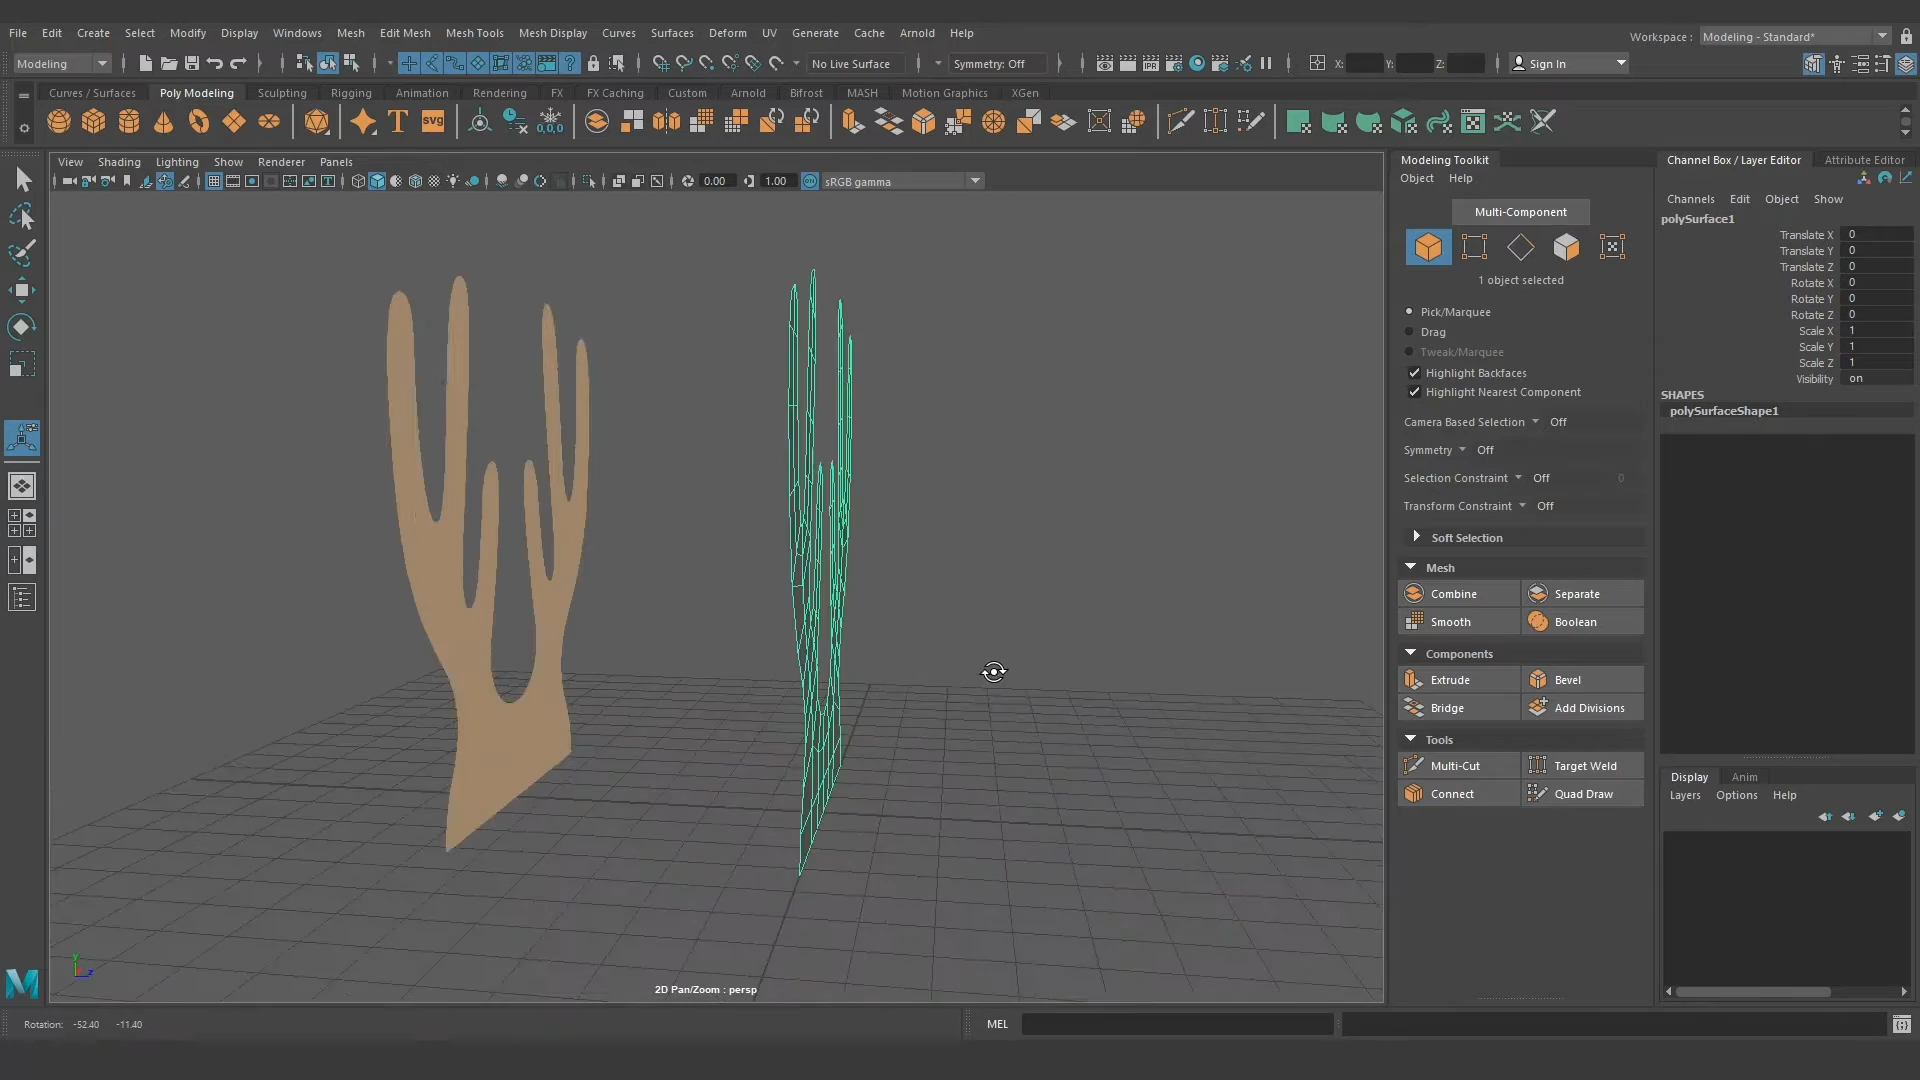 File Edit Create Select Modify Display Windows Mesh Edit Mesh Mesh Tools Mesh Display Curves Surfaces Deform UV Generate Cache Arnold Help
Workspace : Modeling - Standard*
Modeling No Live Surface Symmetry: Off X: Y: Z: Sign In
Curves / Surfaces Poly Modeling Sculpting Rigging Animation Rendering FX FX Caching Custom Arnold Bifrost MASH Motion Graphics XGen
T svg 0,0,0
View Shading Lighting Show Renderer Panels
0.00 1.00 sRGB gamma
Modeling Toolkit
Object Help
Multi-Component
1 object selected
Pick/Marquee
Drag
Tweak/Marquee
Highlight Backfaces
Highlight Nearest Component
Camera Based Selection Off
Symmetry Off
Selection Constraint Off 0
Transform Constraint Off
Soft Selection
Mesh
Combine Separate
Smooth Boolean
Components
Extrude Bevel
Bridge Add Divisions
Tools
Multi-Cut Target Weld
Connect Quad Draw
Channel Box / Layer Editor Attribute Editor
Channels Edit Object Show
polySurface1
Translate X 0
Translate Y 0
Translate Z 0
Rotate X 0
Rotate Y 0
Rotate Z 0
Scale X 1
Scale Y 1
Scale Z 1
Visibility on
SHAPES
polySurfaceShape1
Display Anim
Layers Options Help
y
z
2D Pan/Zoom : persp
M
Rotation: -52.40 -11.40
MEL